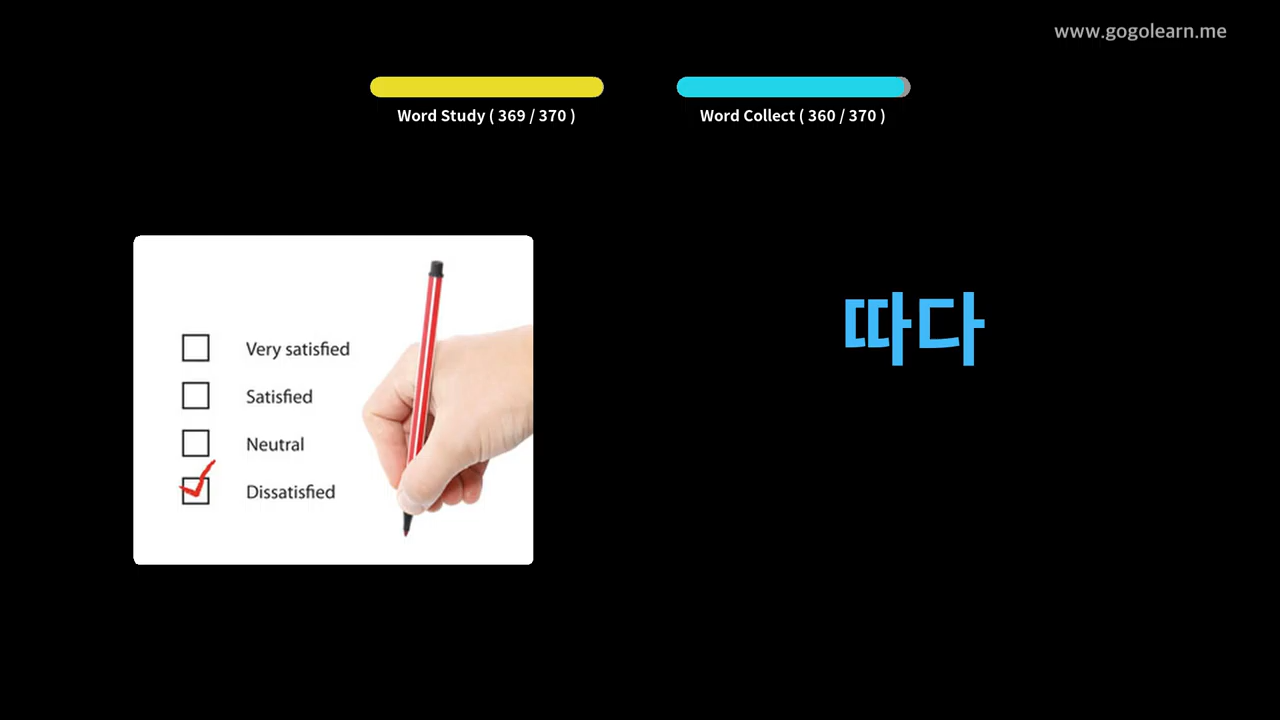 www.gogolearn.me
Word Study ( 369 / 370 )
Word Collect ( 360 / 370 )
Very satisfied
Satisfied
Neutral
Dissatisfied
따다